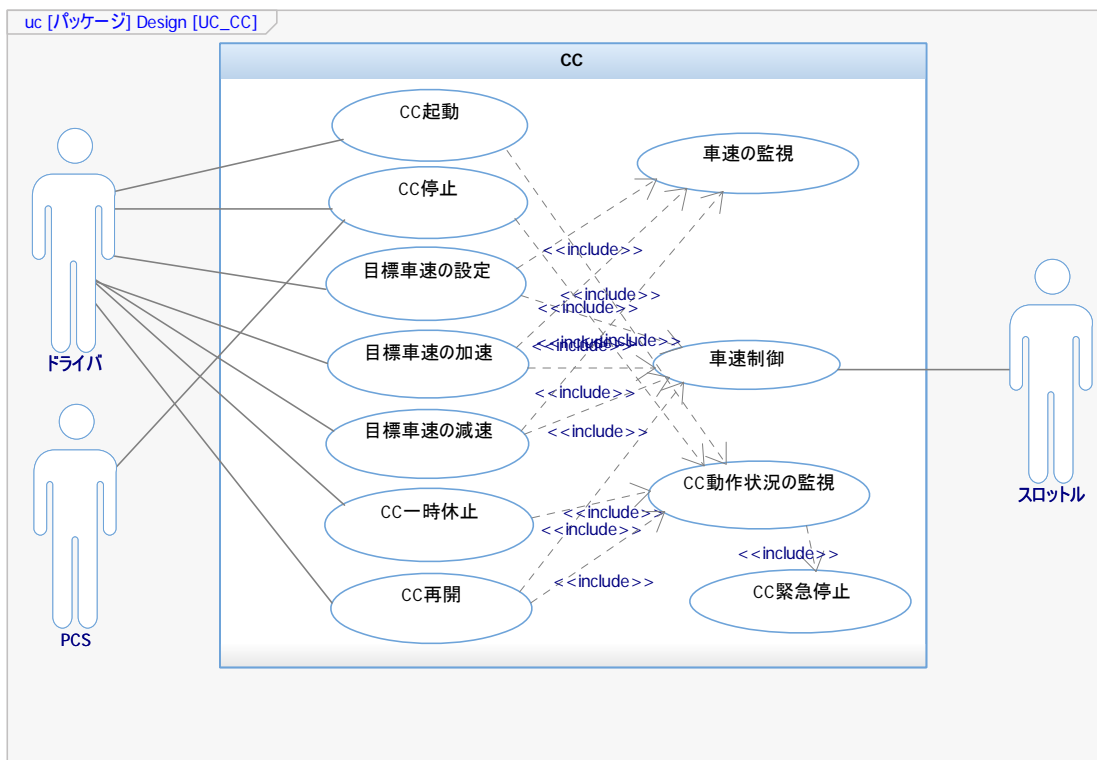 uc [パッケージ] Design [UC_CC]
CC
CC起動
車速の監視
CC停止
<<include>>
目標車速の設定
<<include>>
<<include>>
ドライバ
目標車速の加速
<<include>>
<<include>>
車速制御
<<include>>
目標車速の減速
<<include>>
CC動作状況の監視
スロットル
CC一時休止
<<include>>
<<include>>
<<include>>
CC再開
<<include>>
CC緊急停止
PCS